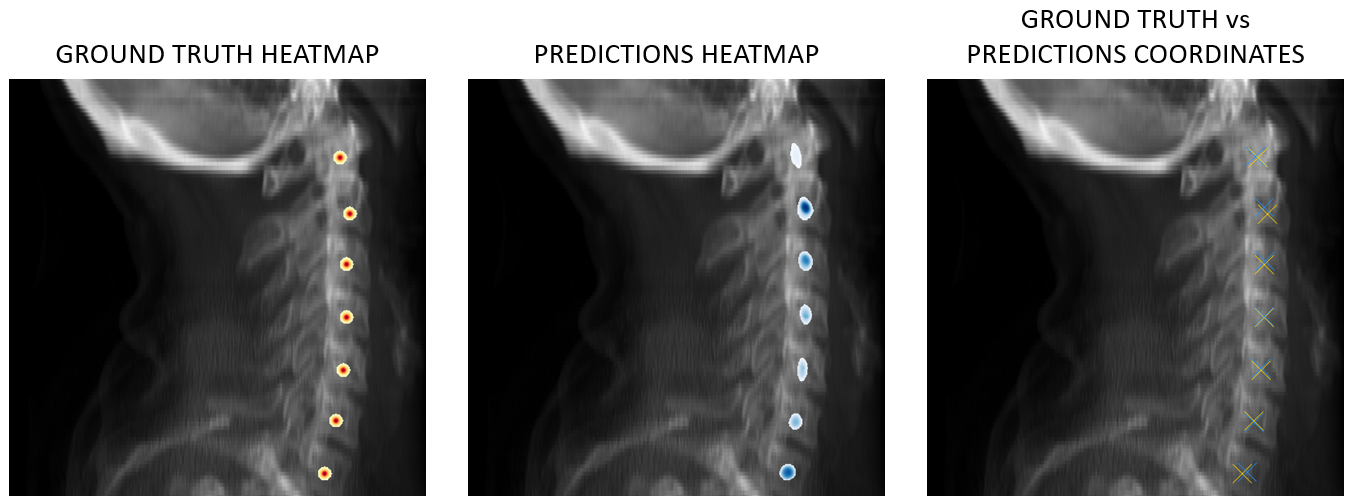 GROUND TRUTH HEATMAP
PREDICTIONS HEATMAP
GROUND TRUTH vs
PREDICTIONS COORDINATES